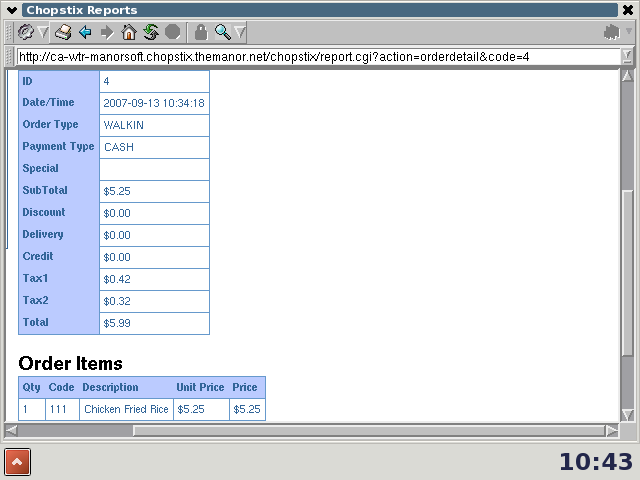 Chopstix Reports
http://ca-wtr-manorsoft.chopstix.themanor.net/chopstix/report.cgi?action=orderdetail&code=4
ID 4
Date/Time 2007-09-13 10:34:18
Order Type WALKIN
Payment Type CASH
Special
SubTotal $5.25
Discount $0.00
Delivery $0.00
Credit $0.00
Tax1 $0.42
Tax2 $0.32
Total $5.99
Order Items
Qty Code Description Unit Price Price
1 111 Chicken Fried Rice $5.25 $5.25
10:43